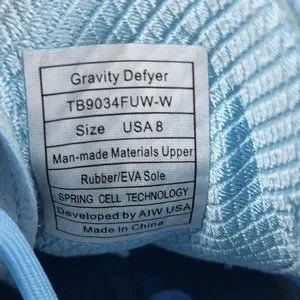 Gravity Defyer
TB9034FUW-W
Size USA 8
Man-made Materials Upper
Rubber/EVA Sole
SPRING CELL TECHNOLOGY
Developed by AIW USA
Made in China